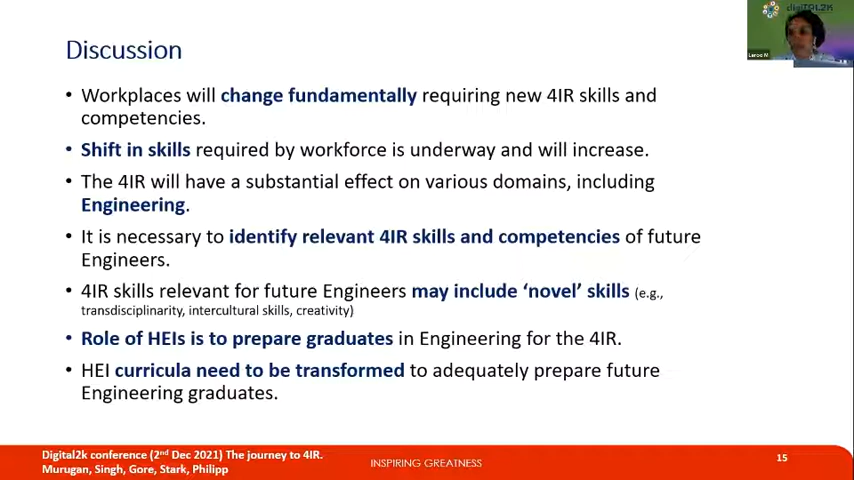 digiTAL2K
Discussion
• Workplaces will change fundamentally requiring new 4IR skills and
competencies.
• Shift in skills required by workforce is underway and will increase.
• The 4IR will have a substantial effect on various domains, including
Engineering.
• It is necessary to identify relevant 4IR skills and competencies of future
Engineers.
• 4IR skills relevant for future Engineers may include ‘novel’ skills (e.g.,
transdisciplinarity, intercultural skills, creativity)
• Role of HEIs is to prepare graduates in Engineering for the 4IR.
• HEI curricula need to be transformed to adequately prepare future
Engineering graduates.
Digital2k conference (2nd Dec 2021) The journey to 4IR.
Murugan, Singh, Gore, Stark, Philipp
INSPIRING GREATNESS
15